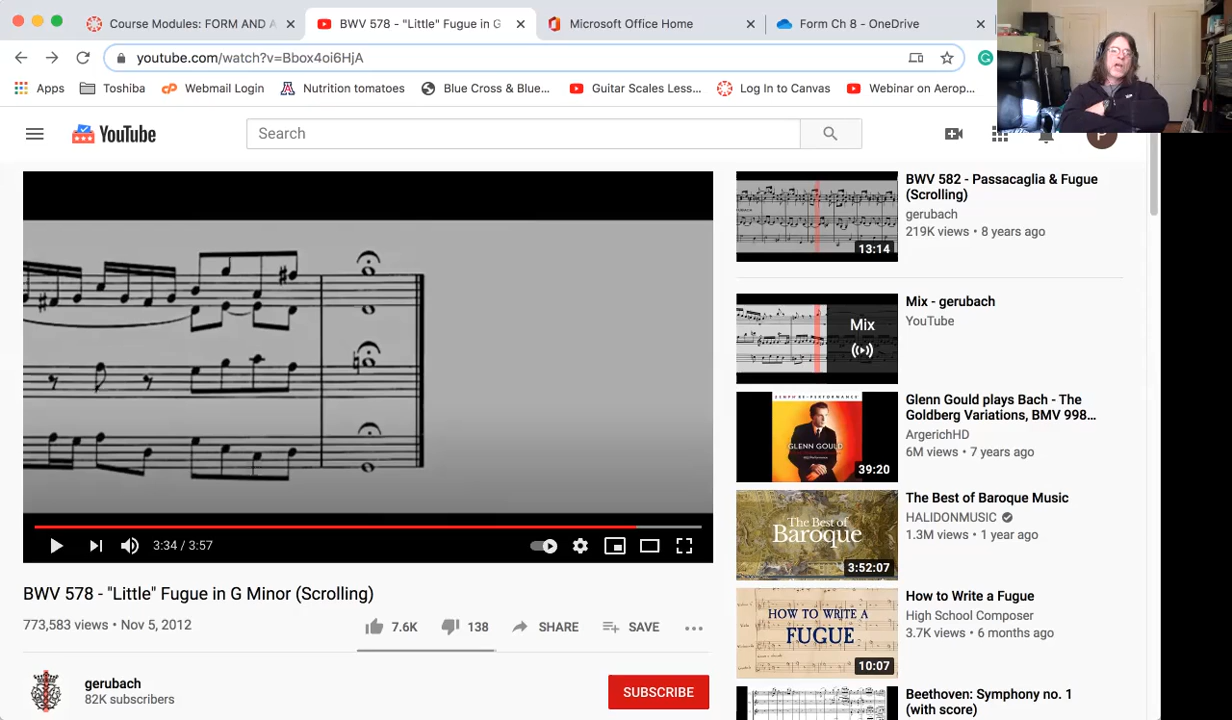 Course Modules: FORM AND A
BWV 578 - "Little" Fugue in G
Microsoft Office Home
Form Ch 8 - OneDrive
youtube.com/watch?v=Bbox4oi6HjA
Apps
Toshiba
Webmail Login
Nutrition tomatoes
Blue Cross & Blue...
Guitar Scales Less...
Log In to Canvas
Webinar on Aerop...
YouTube
Search
P
3:34 / 3:57
BWV 578 - "Little" Fugue in G Minor (Scrolling)
773,583 views • Nov 5, 2012
7.6K
138
SHARE
SAVE
gerubach
82K subscribers
SUBSCRIBE
BWV 582 - Passacaglia & Fugue
(Scrolling)
gerubach
219K views • 8 years ago
13:14
Mix - gerubach
YouTube
Mix
Glenn Gould plays Bach - The
Goldberg Variations, BMV 998...
ArgerichHD
6M views • 7 years ago
GLENN GOULD
39:20
The Best of Baroque Music
HALIDONMUSIC
1.3M views • 1 year ago
The Best of
Baroque
3:52:07
How to Write a Fugue
High School Composer
3.7K views • 6 months ago
HOW TO WRITE A
FUGUE
10:07
Beethoven: Symphony no. 1
(with score)